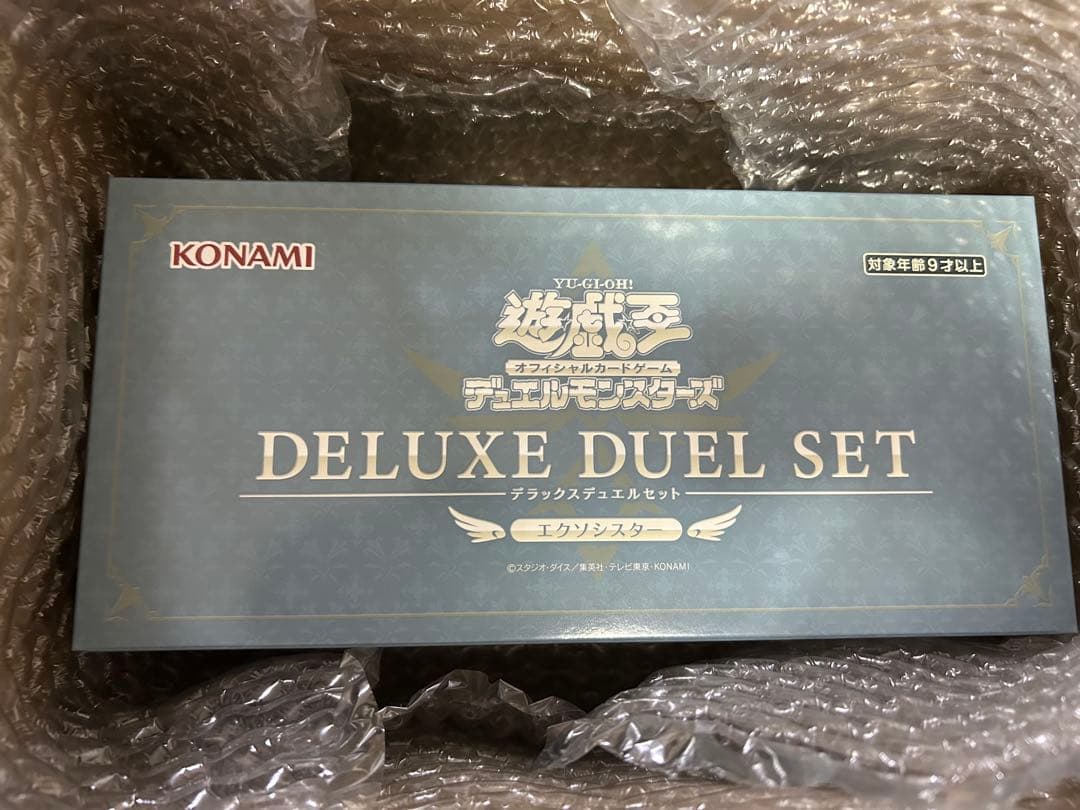 KONAMI
対象年齢9才以上
YU-GI-OH!
遊戯王
オフィシャルカードゲーム
デュエルモンスターズ
DELUXE DUEL SET
デラックスデュエルセット
エクソシスター
©スタジオ・ダイス/集英社・テレビ東京・KONAMI